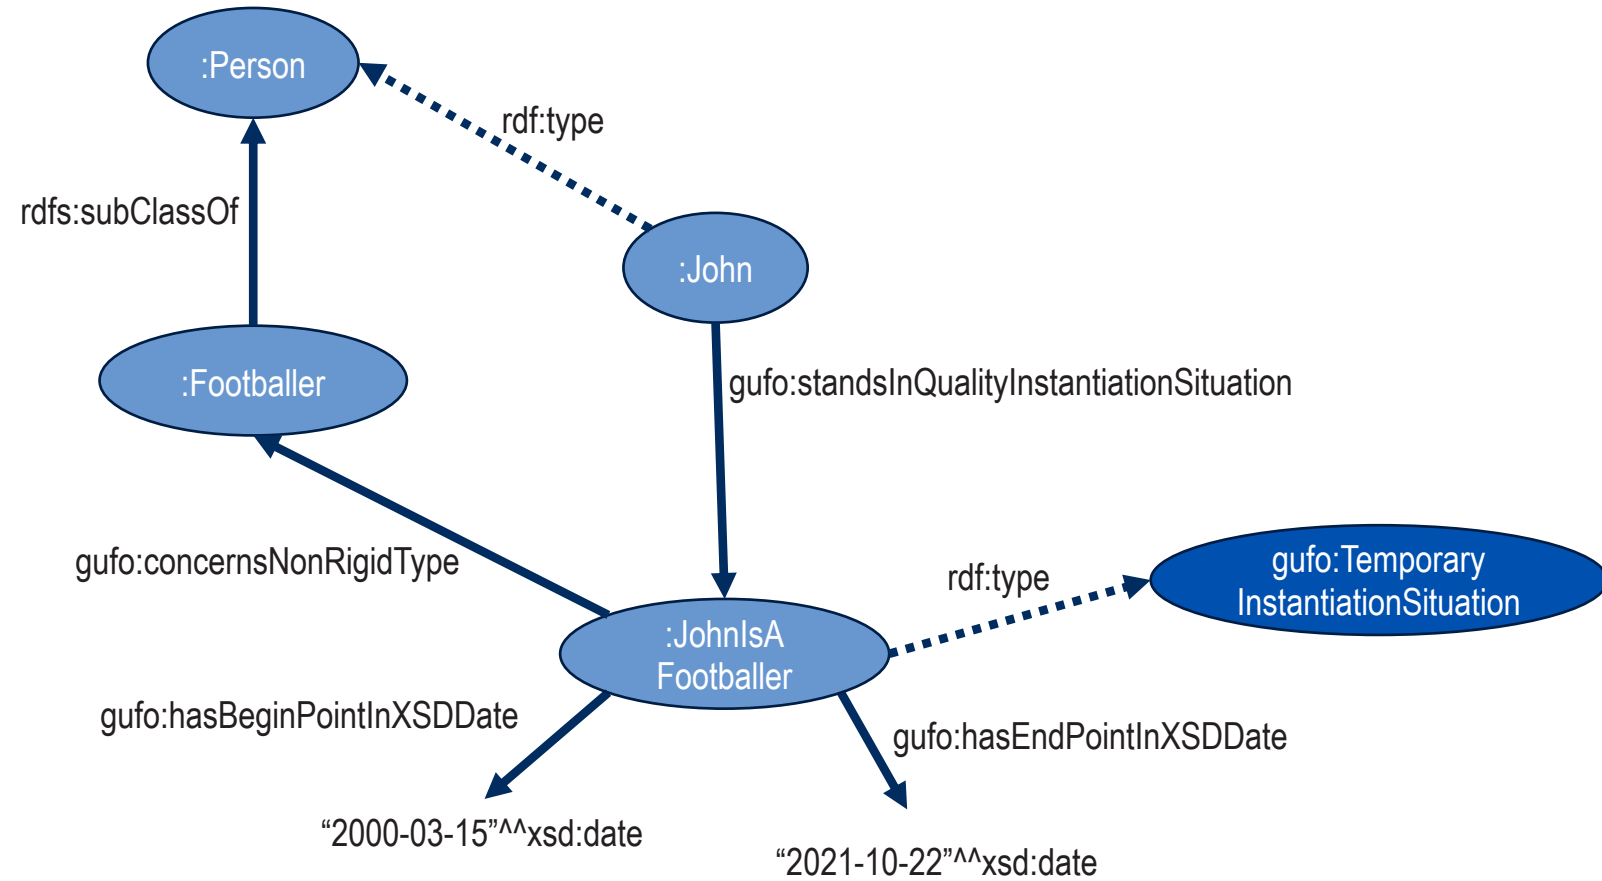 :Person
rdf:type
rdfs:subClassOf
:John
:Footballer
gufo:standsInQualityInstantiationSituation
gufo:concernsNonRigidType
rdf:type
gufo:Temporary
InstantiationSituation
:JohnIsA
Footballer
gufo:hasBeginPointInXSDDate
gufo:hasEndPointInXSDDate
“2000-03-15”^^xsd:date
“2021-10-22”^^xsd:date